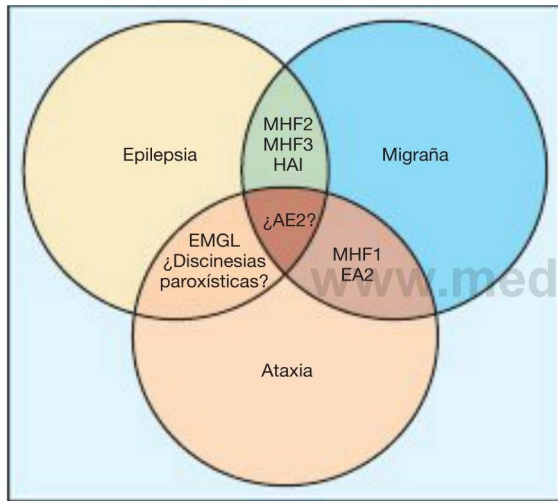 MHF2
MHF3
HAI
Epilepsia
Migraña
¿AE2?
EMGL
¿Discinesias
paroxísticas?
MHF1
EA2
www.med
Ataxia